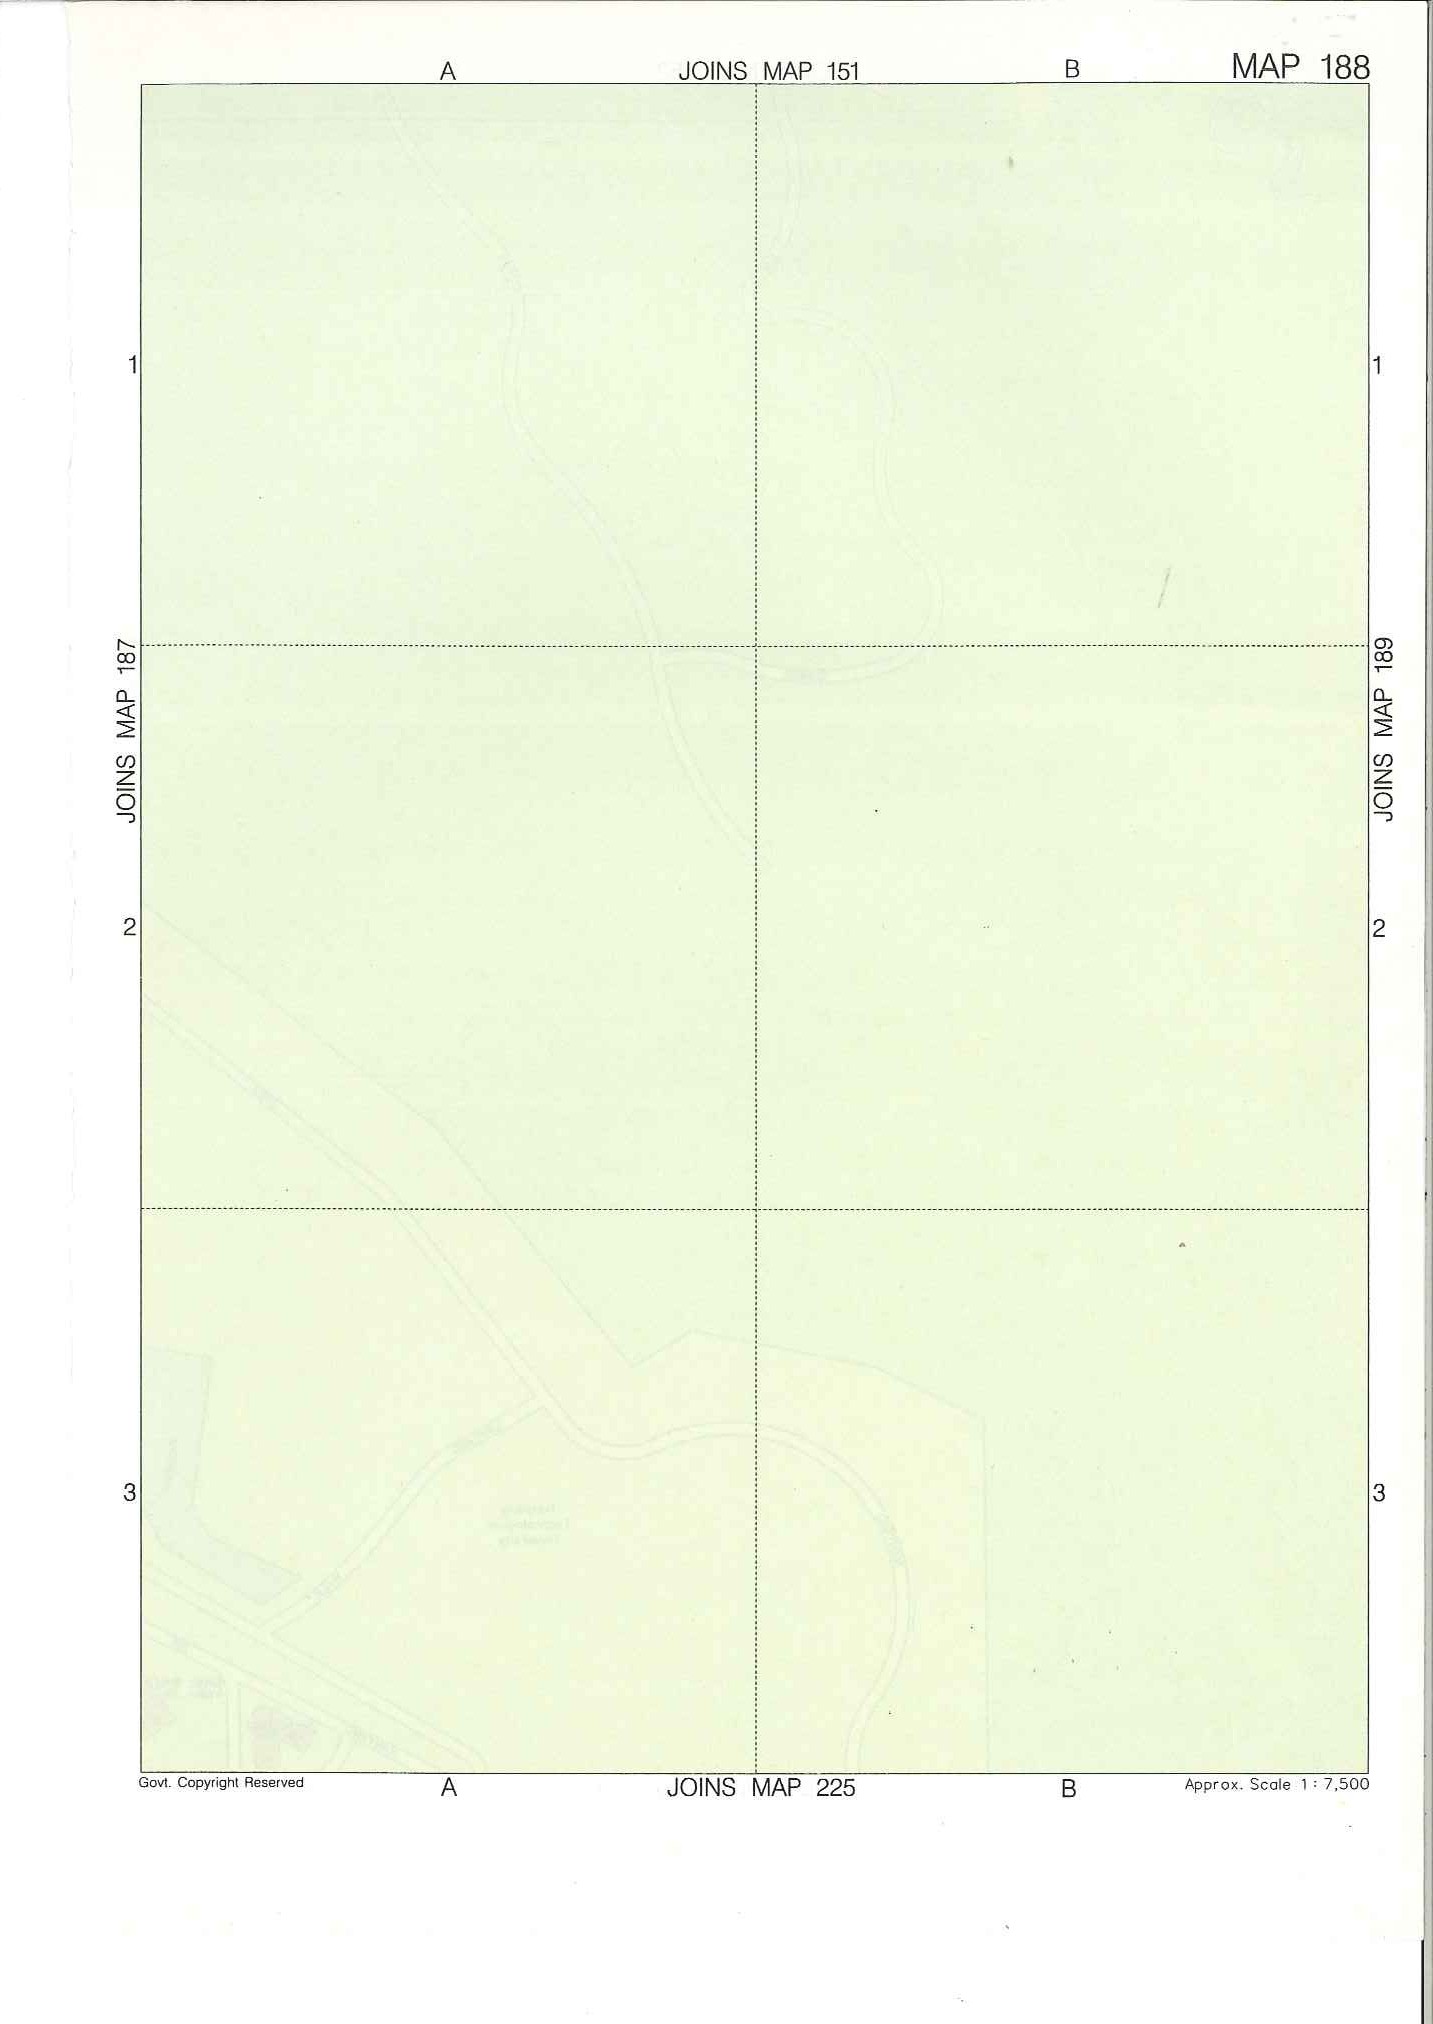 A JOINS MAP 151 B MAP 188
1 1
JOINS MAP 187
JOINS MAP 189
2 2
3 3
Govt. Copyright Reserved A JOINS MAP 225 B Approx. Scale 1 : 7,500